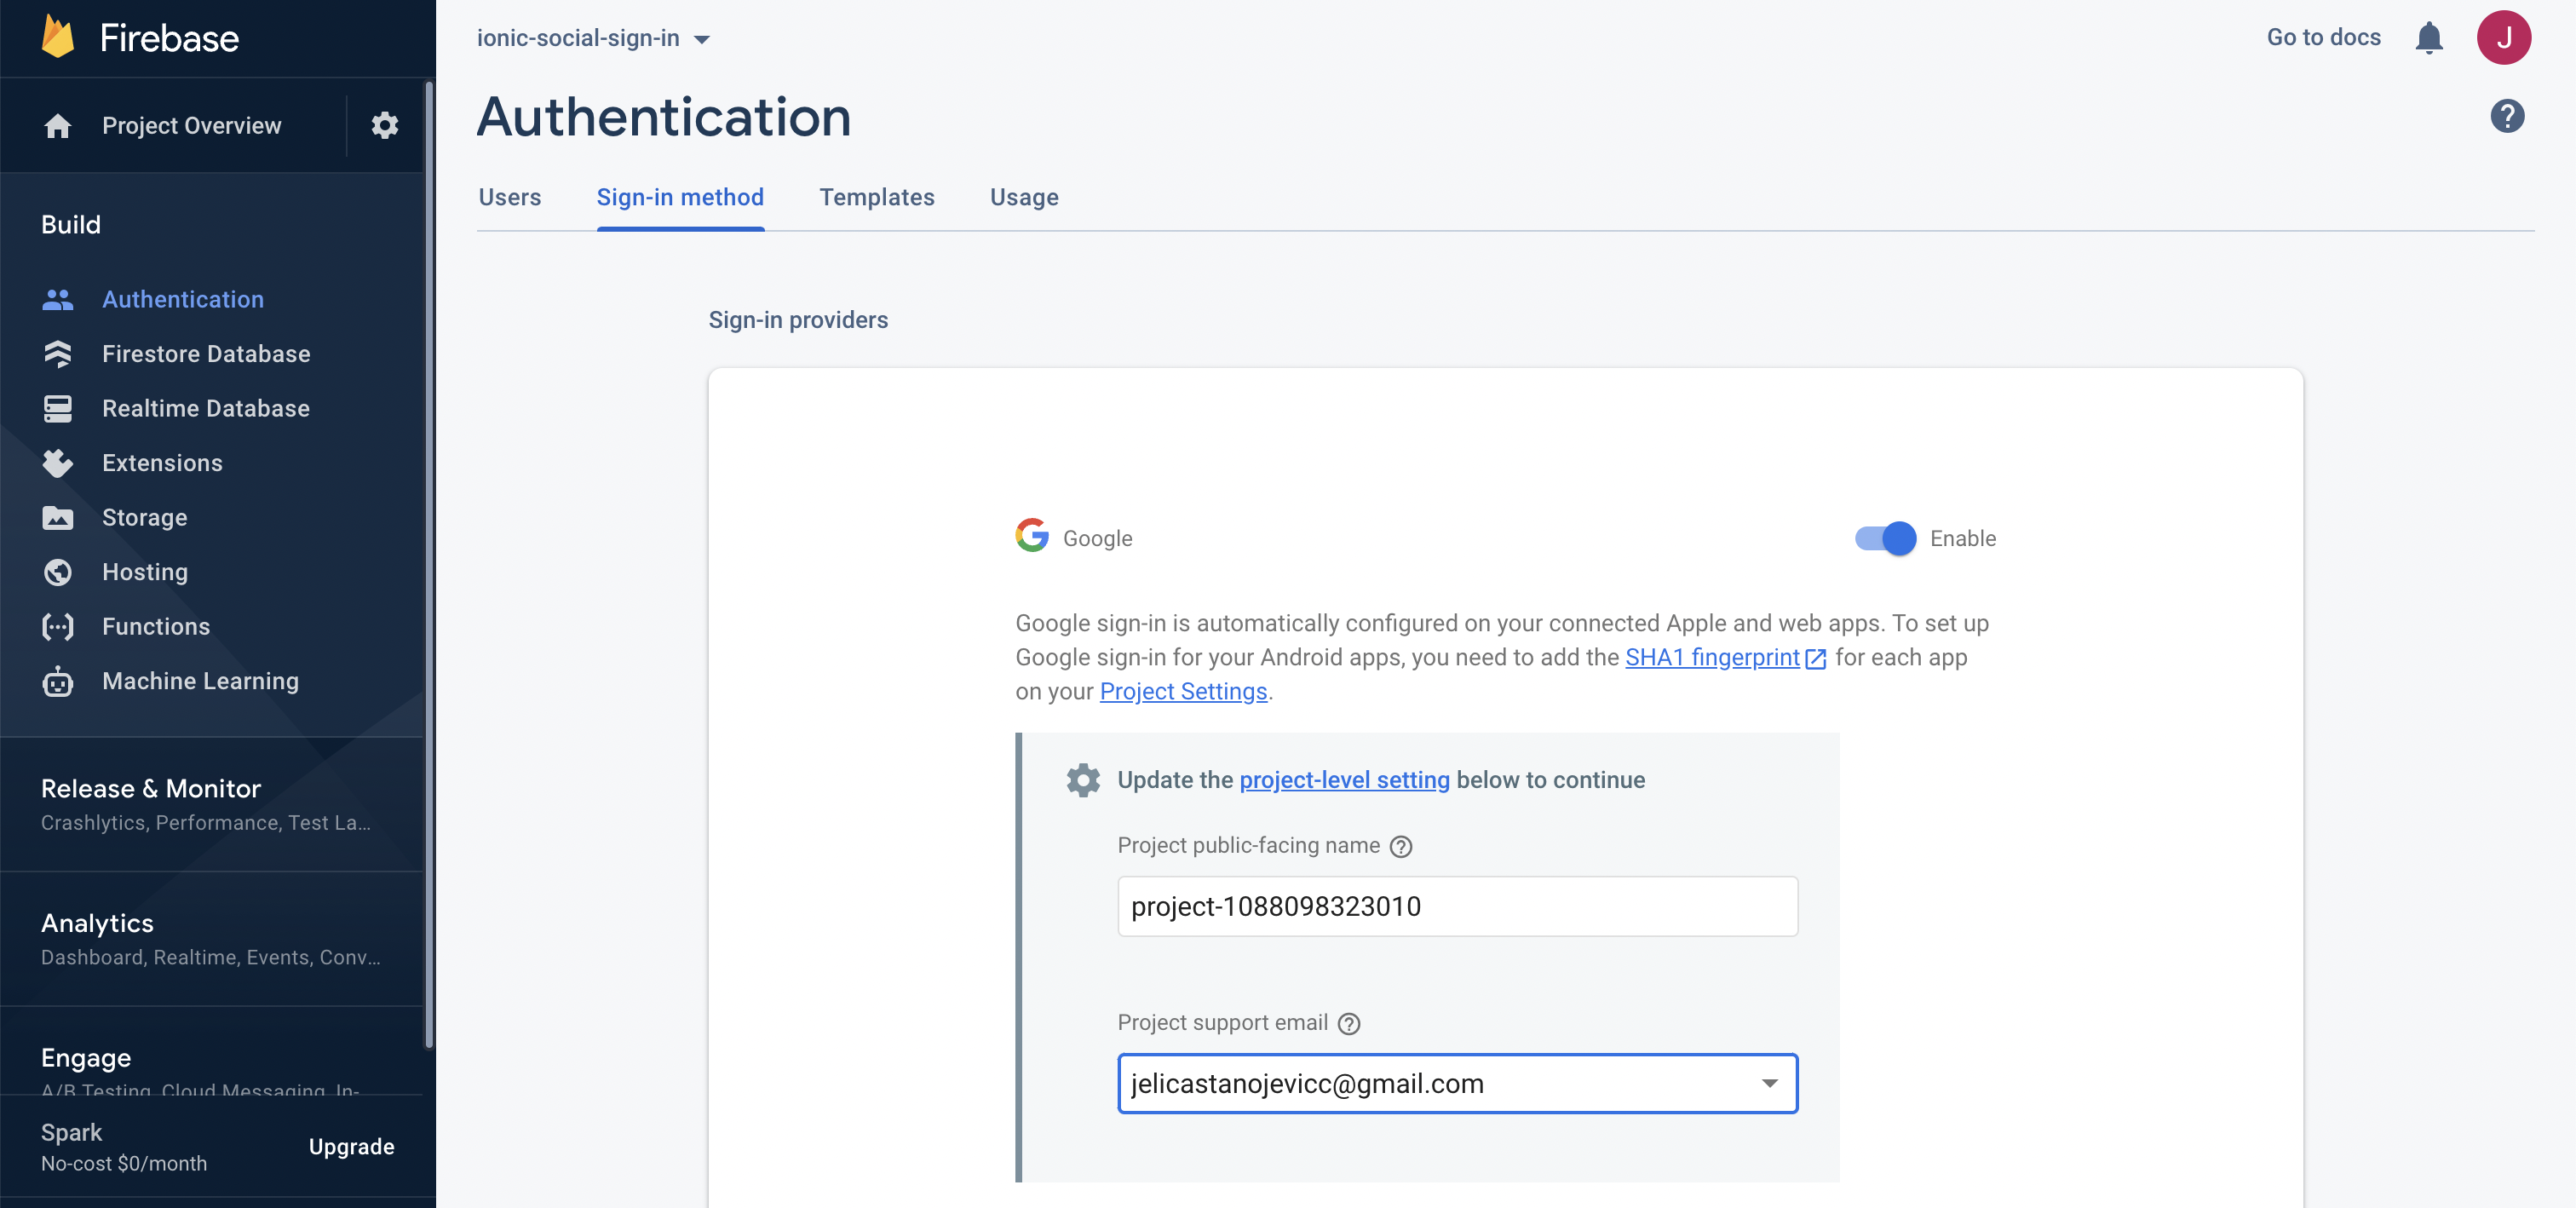 Firebase
Project Overview
Build
Authentication
Firestore Database
Realtime Database
Extensions
Storage
Hosting
Functions
Machine Learning
Release & Monitor
Crashlytics, Performance, Test La...
Analytics
Dashboard, Realtime, Events, Conv...
Engage
A/B Testing, Cloud Messaging, In-
Spark
No-cost $0/month
Upgrade
ionic-social-sign-in
Go to docs
J
Authentication
Users Sign-in method Templates Usage
Sign-in providers
Google
Enable
Google sign-in is automatically configured on your connected Apple and web apps. To set up
Google sign-in for your Android apps, you need to add the SHA1 fingerprint for each app
on your Project Settings.
Update the project-level setting below to continue
Project public-facing name
project-1088098323010
Project support email
jelicastanojevicc@gmail.com